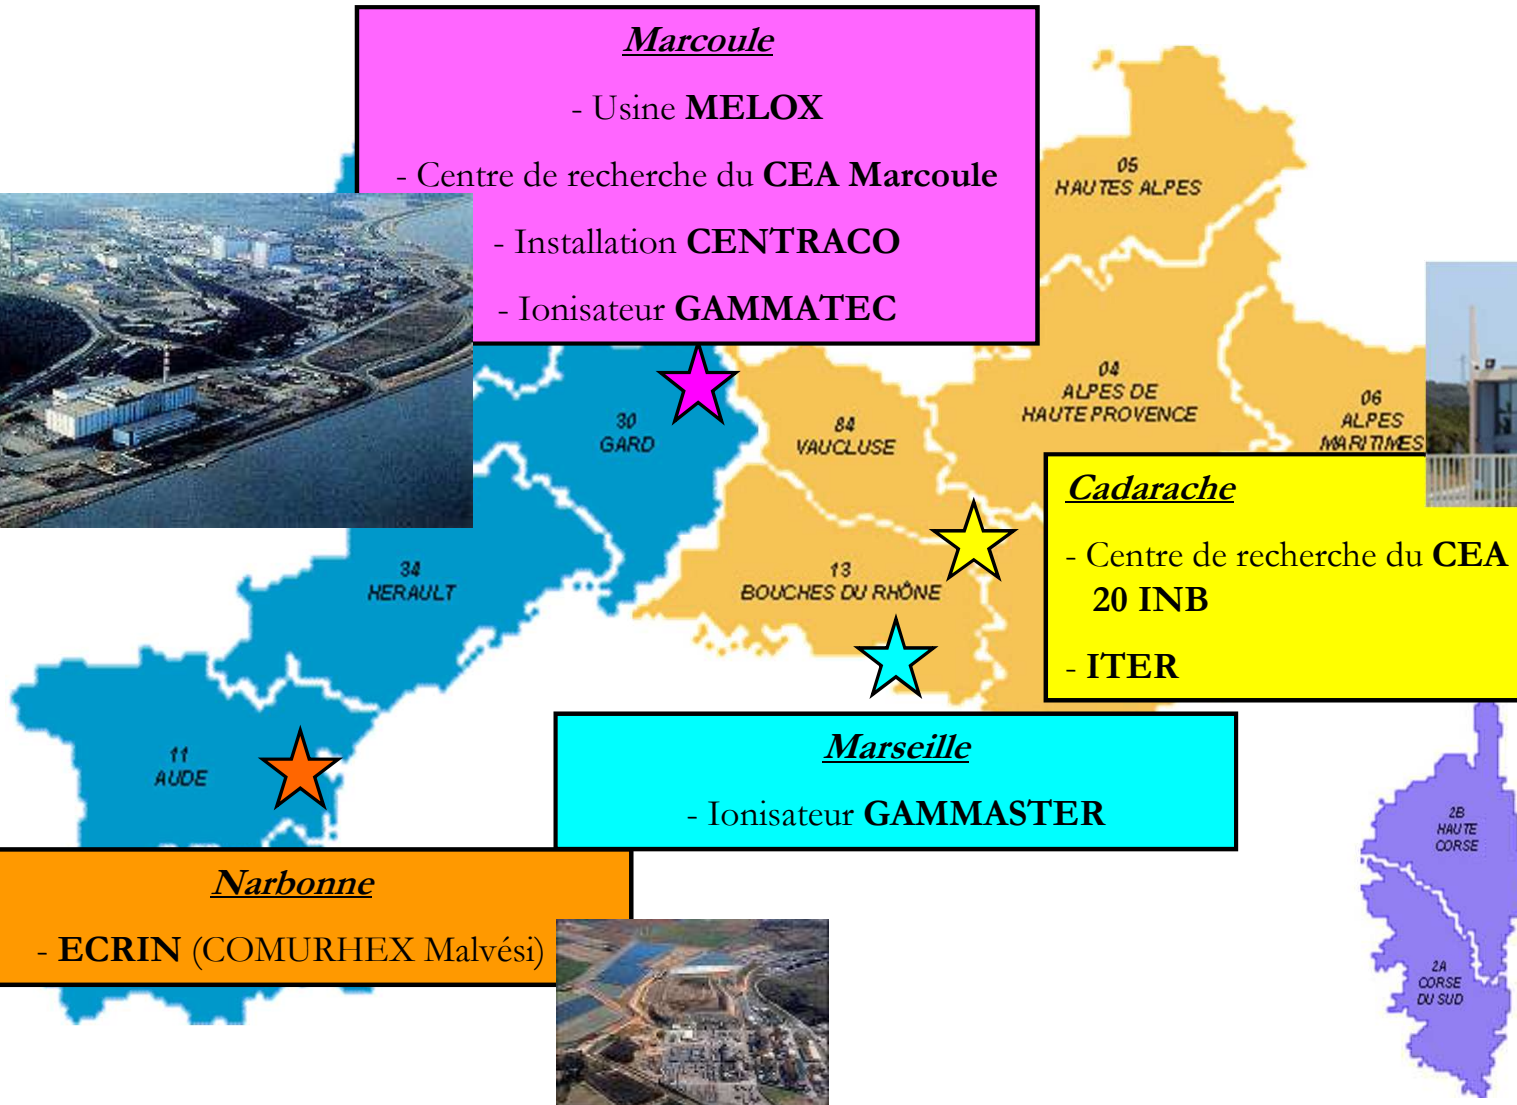 Marcoule
- Usine MELOX
- Centre de recherche du CEA Marcoule
- Installation CENTRACO
- Ionisateur GAMMATEC
05
HAUTES ALPES
04
ALPES DE
HAUTE PROVENCE
06
ALPES
MARITIMES
30
GARD
84
VAUCLUSE
Cadarache
- Centre de recherche du CEA
20 INB
- ITER
34
HERAULT
13
BOUCHES DU RHÔNE
11
AUDE
Marseille
- Ionisateur GAMMASTER
Narbonne
- ECRIN (COMURHEX Malvési)
2B
HAUTE
CORSE
2A
CORSE
DU SUD